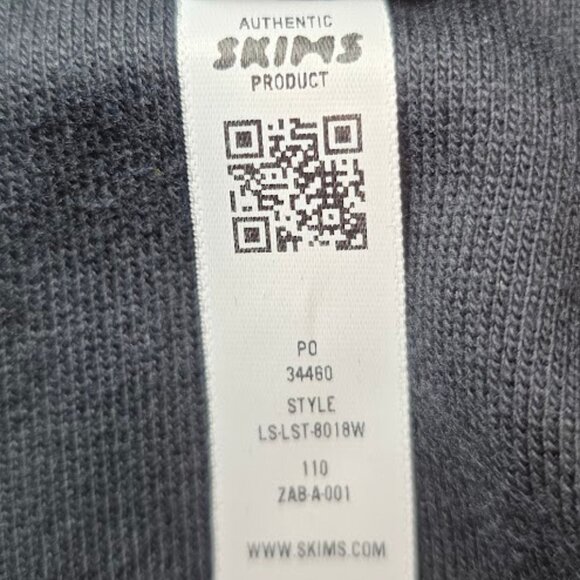 AUTHENTIC
SKIMS
PRODUCT
PO
34460
STYLE
LS-LST-8018W
110
ZAB-A-001
WWW.SKIMS.COM